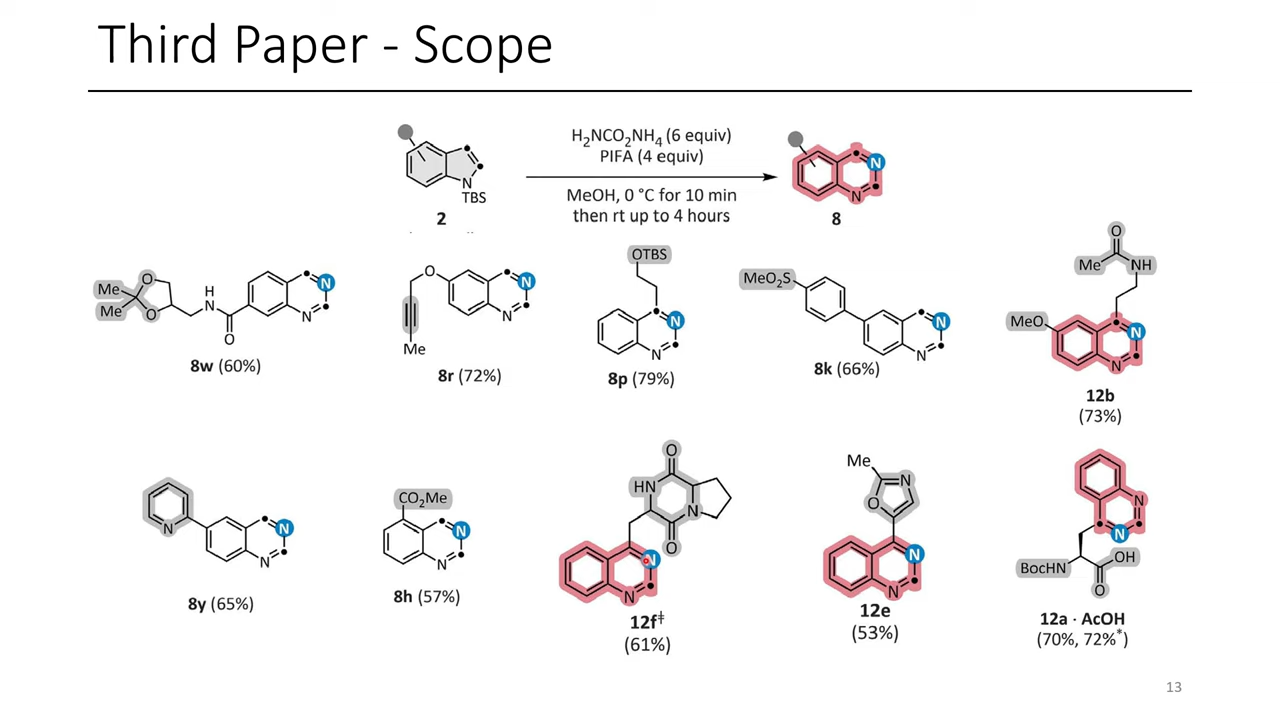 Third Paper - Scope
H₂NCO₂NH₄ (6 equiv)
PIFA (4 equiv)
N
TBS
MeOH, 0 °C for 10 min
then rt up to 4 hours
N
N
2
8
Me
Me
O
O
H
N
O
N
N
8w (60%)
O
Me
N
N
8r (72%)
OTBS
N
N
8p (79%)
MeO₂S
N
N
8k (66%)
O
Me
NH
MeO
N
N
12b
(73%)
N
N
N
8y (65%)
CO₂Me
N
N
8h (57%)
O
HN
N
O
N
N
12f‡
(61%)
Me
N
O
N
N
12e
(53%)
N
N
BocHN
OH
O
12a · AcOH
(70%, 72%*)
13